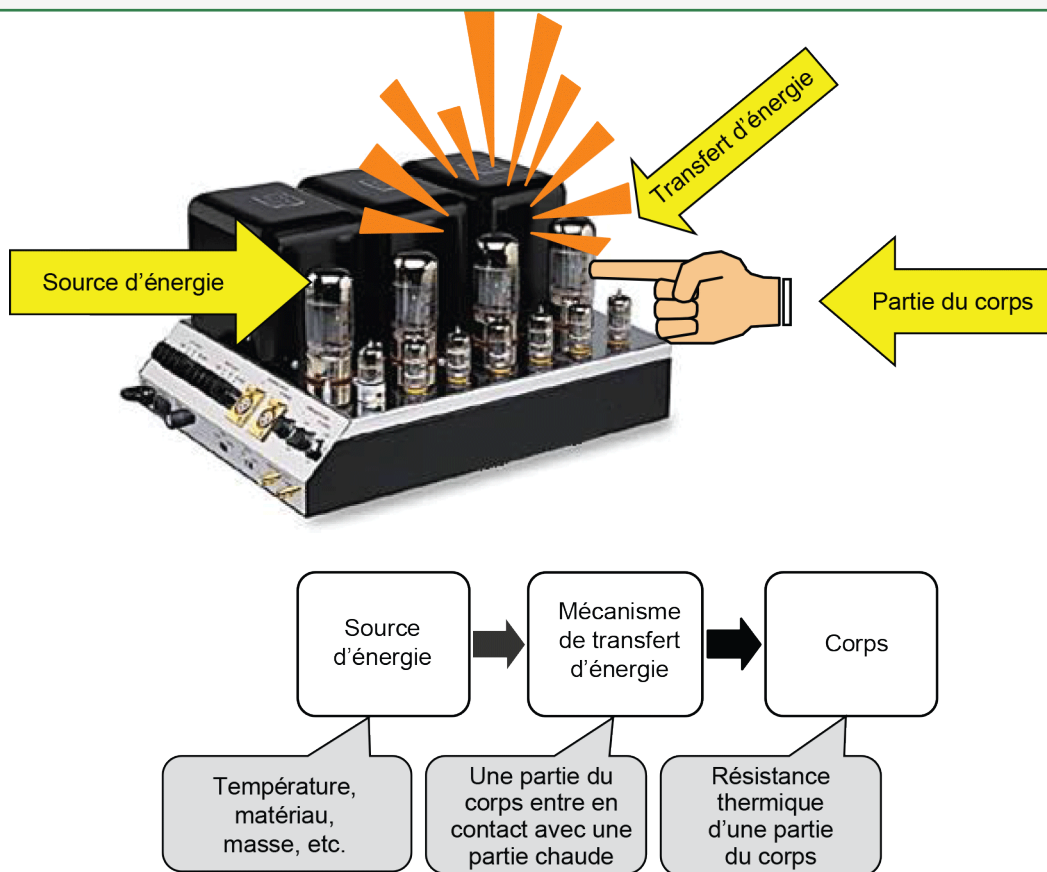 Transfert d’énergie
Source d’énergie
Partie du corps
Source
d’énergie
Mécanisme
de transfert
d’énergie
Corps
Température,
matériau,
masse, etc.
Une partie du
corps entre en
contact avec une
partie chaude
Résistance
thermique
d’une partie
du corps